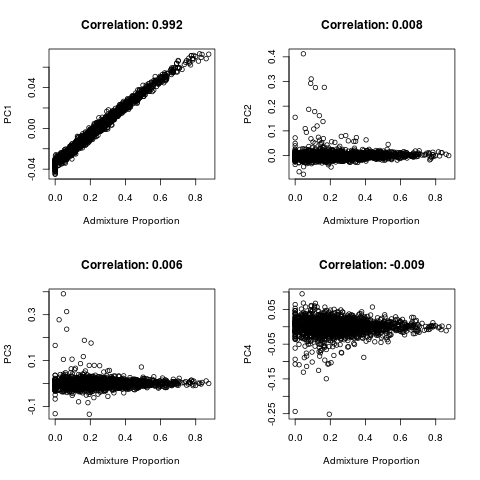 Correlation: 0.992
PC1
0.04
0.00
-0.04
0.0 0.2 0.4 0.6 0.8
Admixture Proportion
Correlation: 0.008
PC2
0.4
0.3
0.2
0.1
0.0
0.0 0.2 0.4 0.6 0.8
Admixture Proportion
Correlation: 0.006
PC3
0.3
0.1
-0.1
0.0 0.2 0.4 0.6 0.8
Admixture Proportion
Correlation: -0.009
PC4
0.05
-0.05
-0.15
-0.25
0.0 0.2 0.4 0.6 0.8
Admixture Proportion